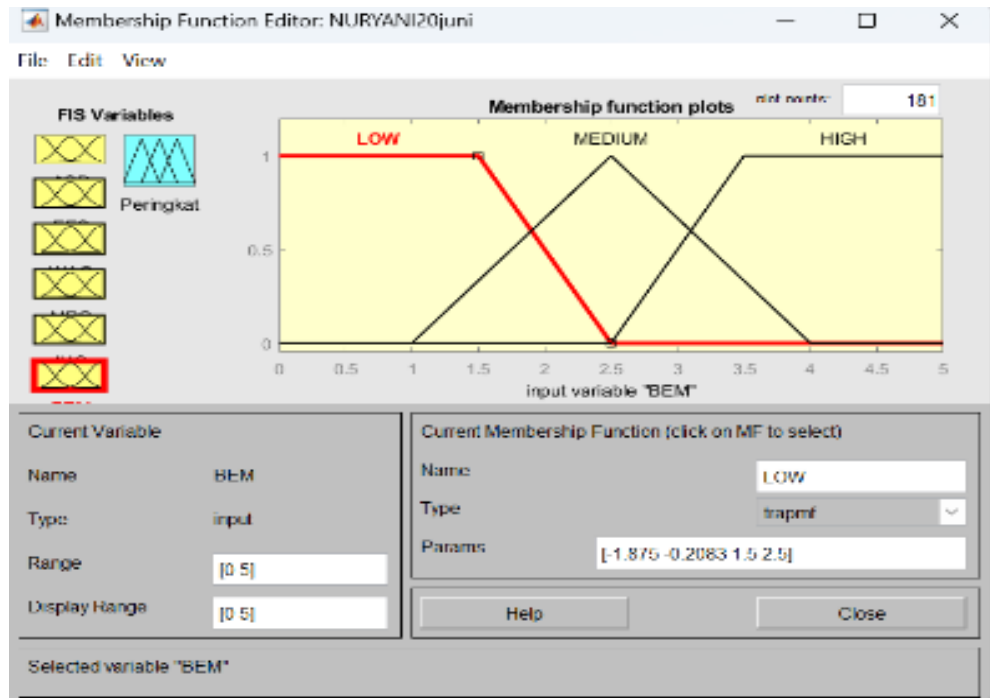 Membership Function Editor: NURYANI20juni
File Edit View
FIS Variables
Peringkat
Membership function plots
plot points:
181
LOW
MEDIUM
HIGH
1
0.5
0
0 0.5 1 1.5 2 2.5 3 3.5 4 4.5 5
input variable "BEM"
Current Variable
Name BEM
Type input
Range [0 5]
Display Range [0 5]
Current Membership Function (click on MF to select)
Name LOW
Type trapmf
Params [-1.875 -0.2083 1.5 2.5]
Help Close
Selected variable "BEM"